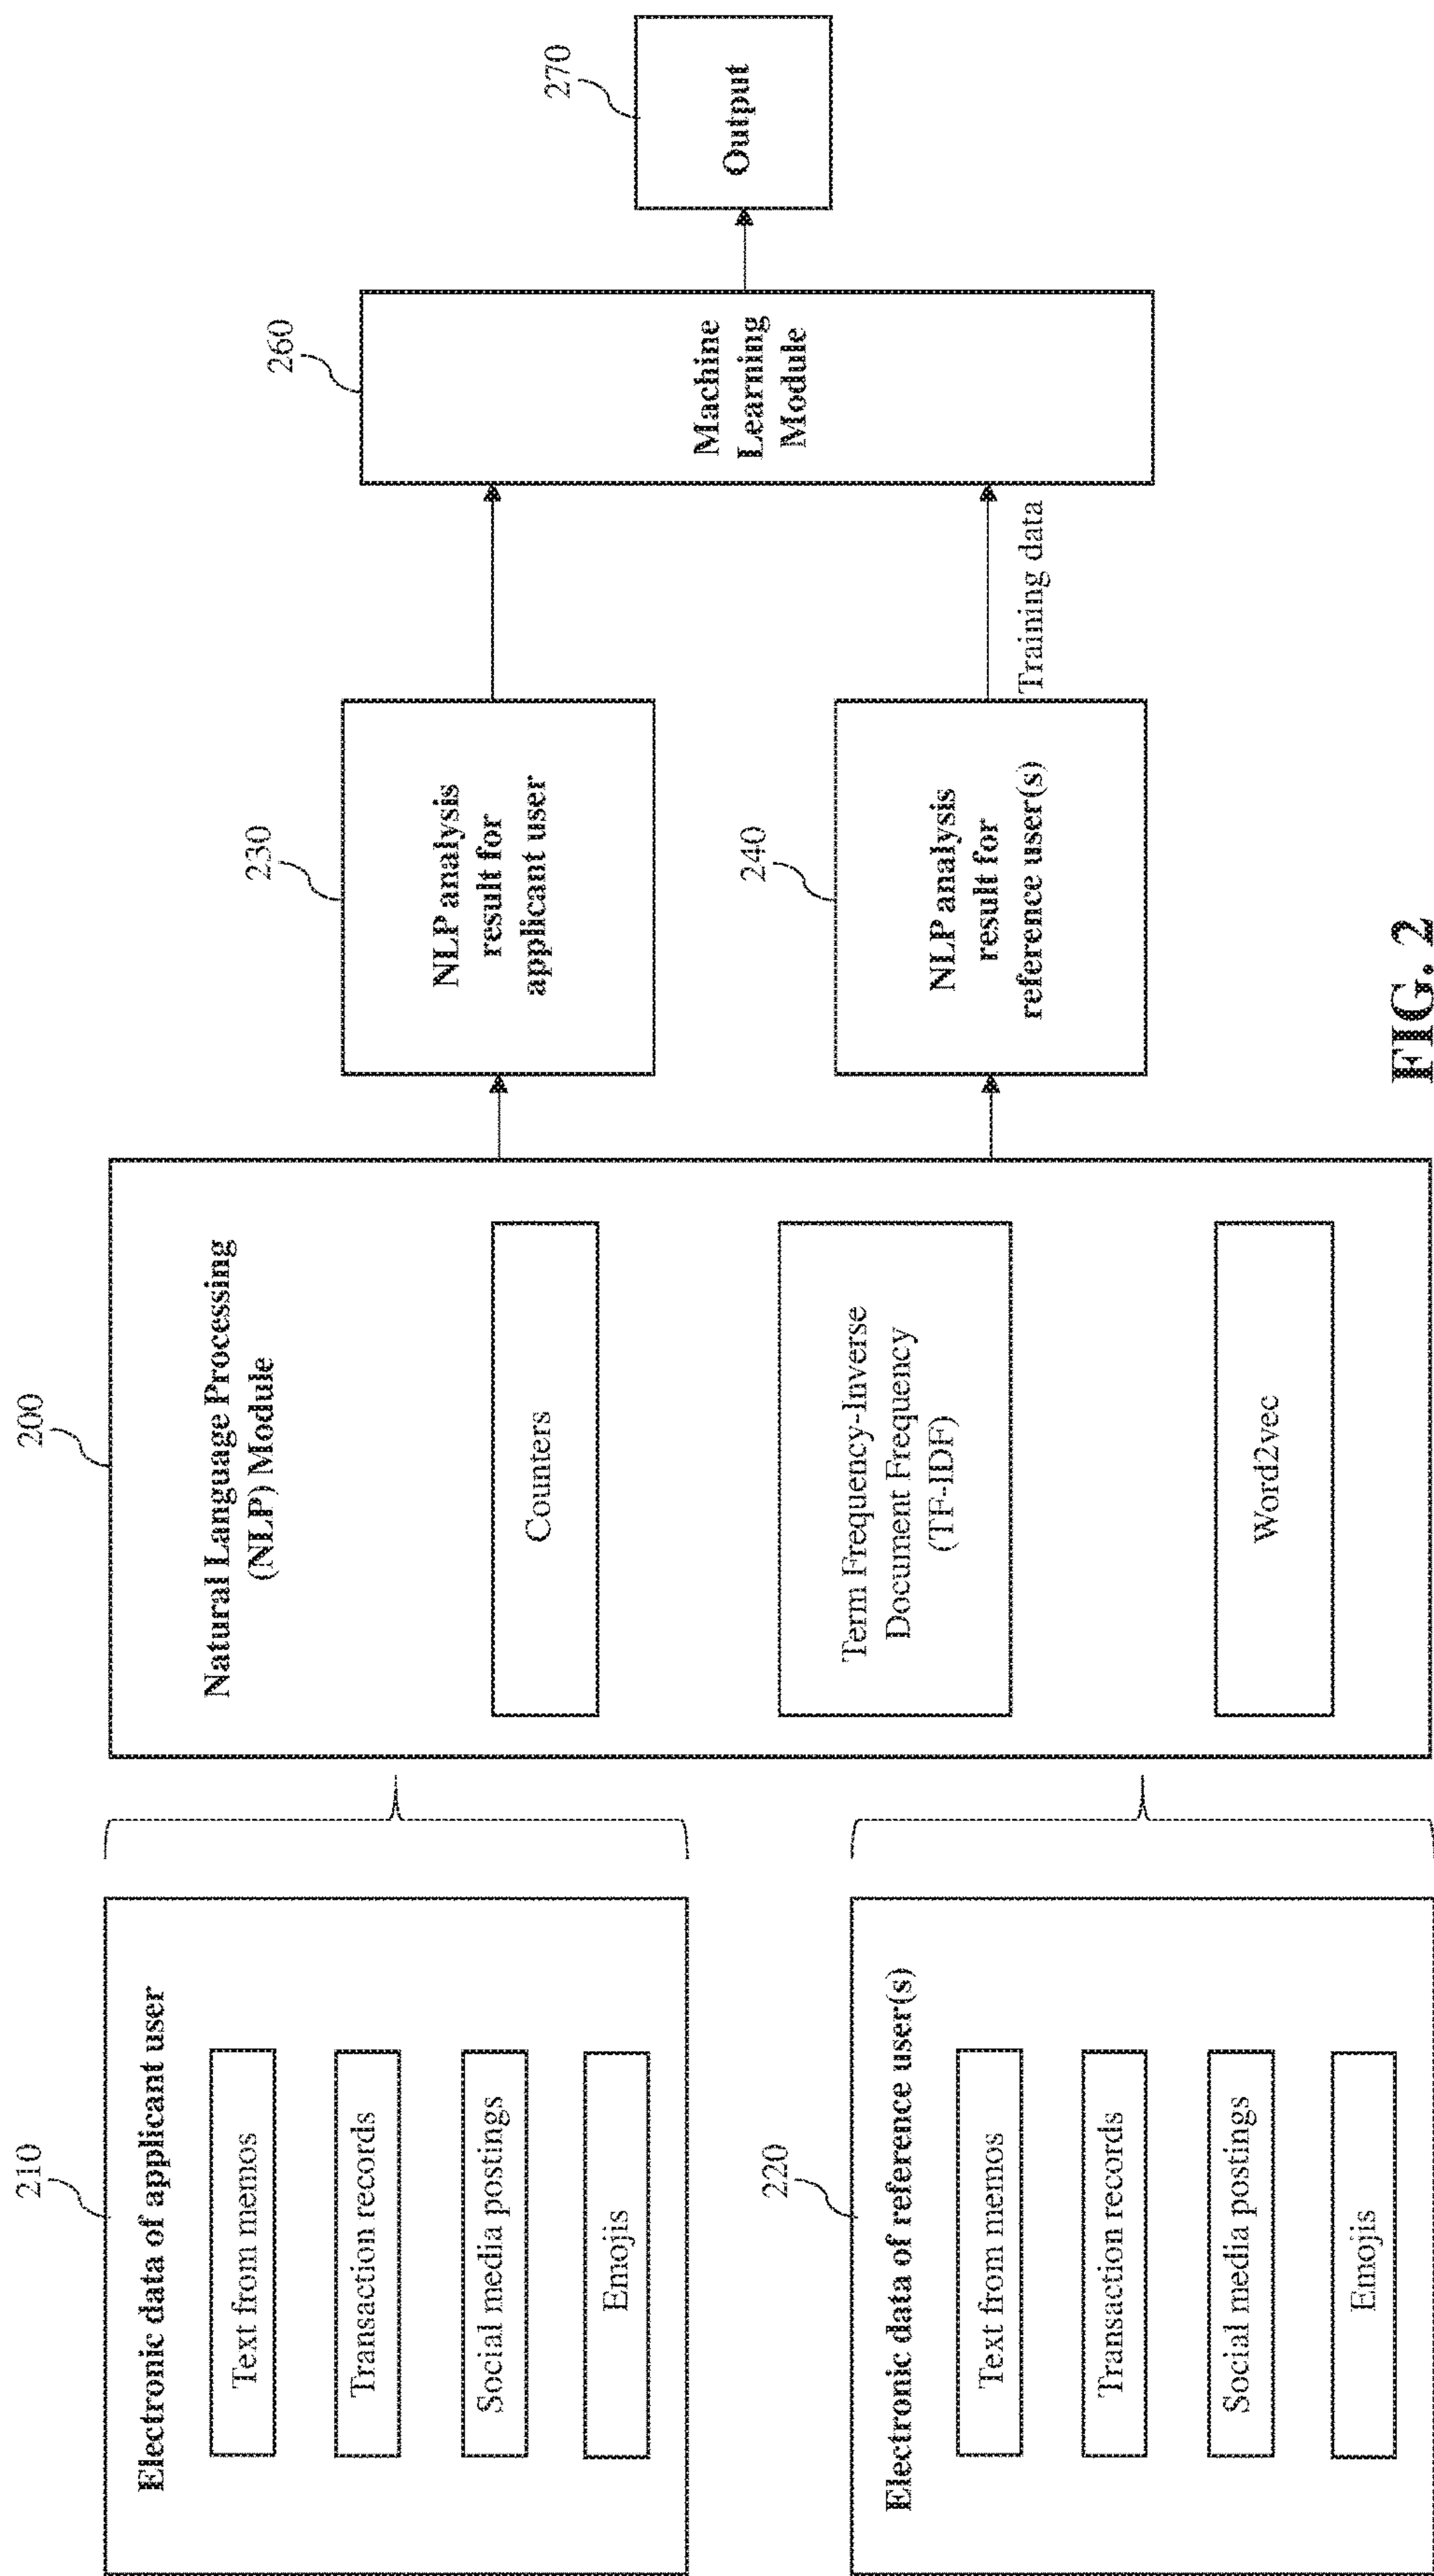 210
Electronic data of applicant user
Text from memos
Transaction records
Social media postings
Emojis
220
Electronic data of reference user(s)
Text from memos
Transaction records
Social media postings
Emojis
200
Natural Language Processing
(NLP) Module
Counters
Term Frequency-Inverse
Document Frequency
(TF-IDF)
Word2vec
230
NLP analysis
result for
applicant user
240
NLP analysis
result for
reference user(s)
Training data
260
Machine
Learning
Module
270
Output
FIG. 2